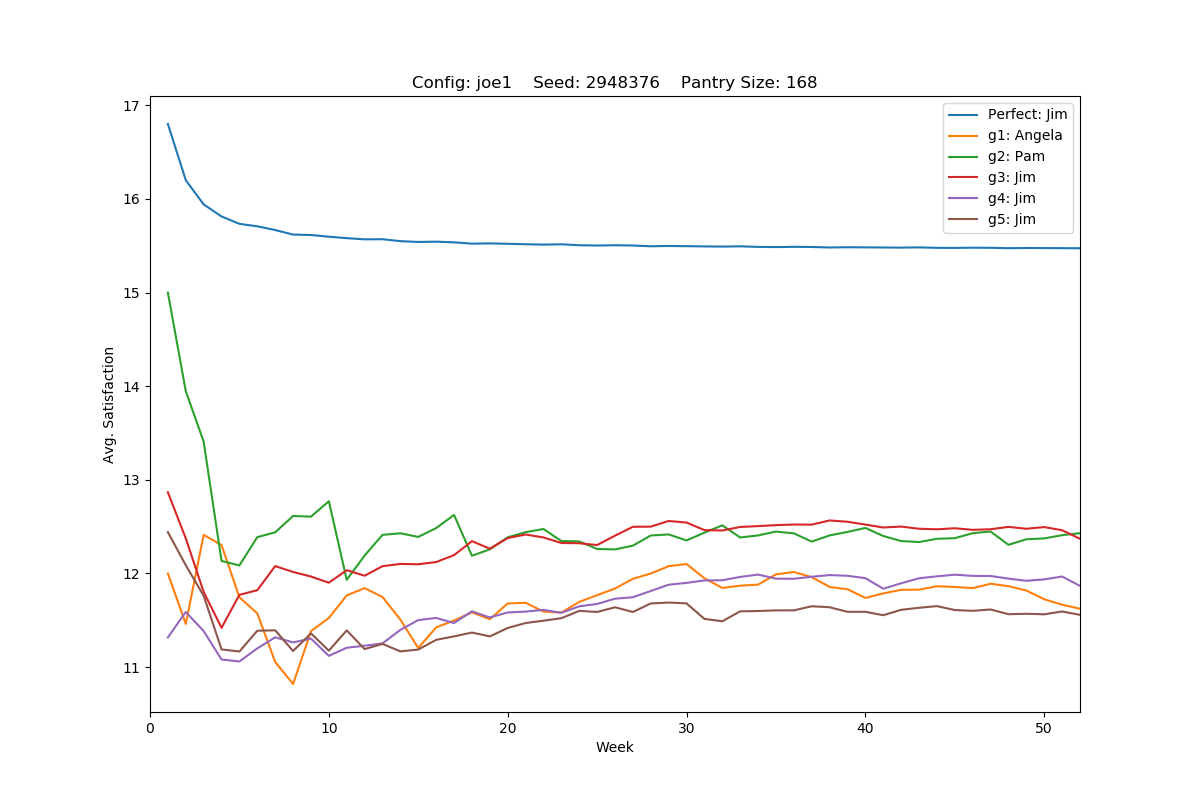 Config: joe1    Seed: 2948376    Pantry Size: 168
17
16
15
14
13
12
11
Avg. Satisfaction
Perfect: Jim
g1: Angela
g2: Pam
g3: Jim
g4: Jim
g5: Jim
0 10 20 30 40 50
Week